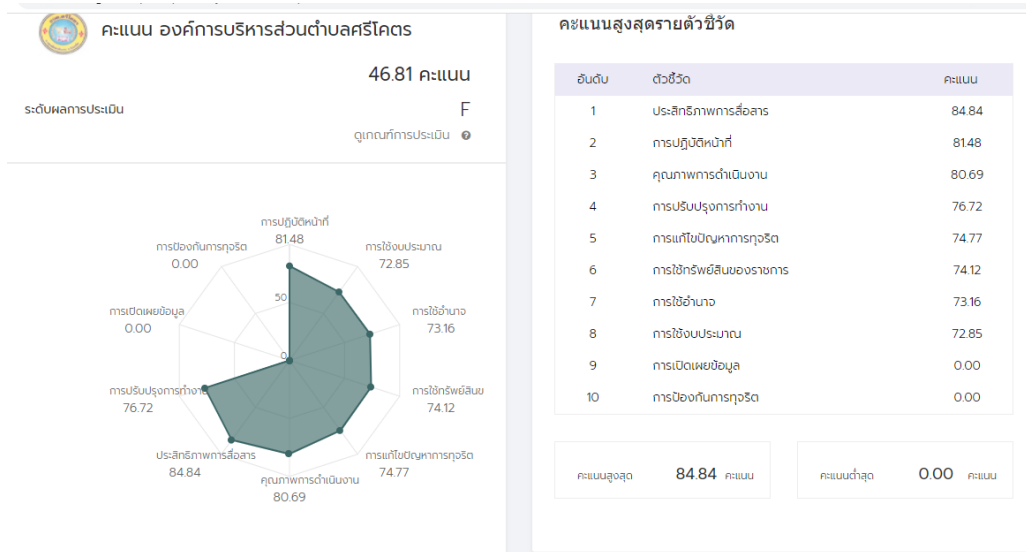 คะแนน องค์การบริหารส่วนตำบลศรีโคตร
46.81 คะแนน
ระดับผลการประเมิน F
ดูเกณฑ์การประเมิน
การปฏิบัติหน้าที่
81.48
การป้องกันการทุจริต
0.00
การใช้งบประมาณ
72.85
50
การเปิดเผยข้อมูล
0.00
การใช้อำนาจ
73.16
0
การปรับปรุงการทำงาน
76.72
การใช้ทรัพย์สินข
74.12
ประสิทธิภาพการสื่อสาร
84.84
การแก้ไขปัญหาการทุจริต
74.77
คุณภาพการดำเนินงาน
80.69
คะแนนสูงสุดรายตัวชี้วัด
อันดับ ตัวชี้วัด คะแนน
1 ประสิทธิภาพการสื่อสาร 84.84
2 การปฏิบัติหน้าที่ 81.48
3 คุณภาพการดำเนินงาน 80.69
4 การปรับปรุงการทำงาน 76.72
5 การแก้ไขปัญหาการทุจริต 74.77
6 การใช้ทรัพย์สินของราชการ 74.12
7 การใช้อำนาจ 73.16
8 การใช้งบประมาณ 72.85
9 การเปิดเผยข้อมูล 0.00
10 การป้องกันการทุจริต 0.00
คะแนนสูงสุด 84.84 คะแนน
คะแนนต่ำสุด 0.00 คะแนน